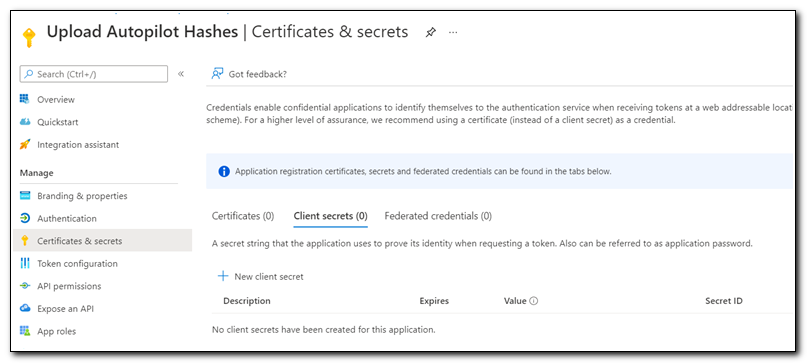 Upload Autopilot Hashes | Certificates & secrets
Search (Ctrl+/)
Overview
Quickstart
Integration assistant
Manage
Branding & properties
Authentication
Certificates & secrets
Token configuration
API permissions
Expose an API
App roles
Got feedback?
Credentials enable confidential applications to identify themselves to the authentication service when receiving tokens at a web addressable locati
scheme). For a higher level of assurance, we recommend using a certificate (instead of a client secret) as a credential.
Application registration certificates, secrets and federated credentials can be found in the tabs below.
Certificates (0) Client secrets (0) Federated credentials (0)
A secret string that the application uses to prove its identity when requesting a token. Also can be referred to as application password.
New client secret
Description Expires Value Secret ID
No client secrets have been created for this application.